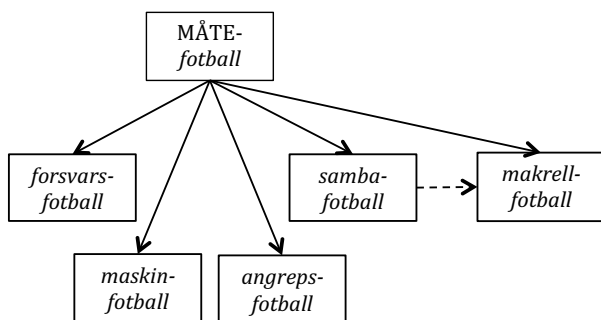 MÅTE-
fotball
forsvars-
fotball
samba-
fotball
makrell-
fotball
maskin-
fotball
angreps-
fotball